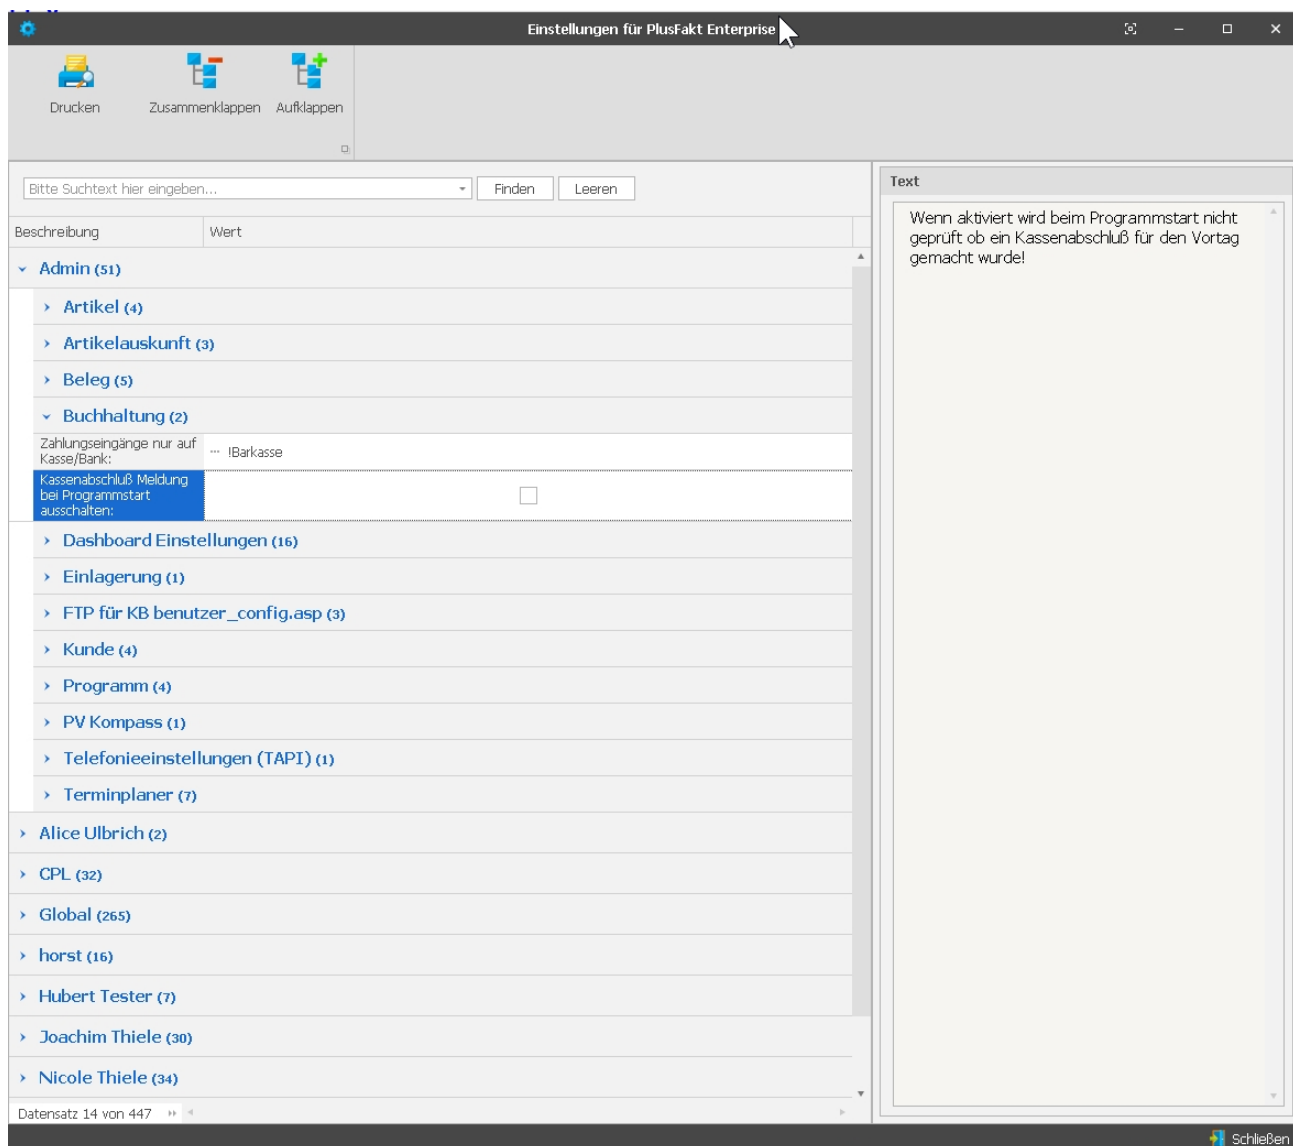 Einstellungen für PlusFakt Enterprise
Drucken
Zusammenklappen
Aufklappen
Bitte Suchtext hier eingeben...
Finden
Leeren
Beschreibung
Wert
Admin (51)
Artikel (4)
Artikelauskunft (3)
Beleg (5)
Buchhaltung (2)
Zahlungseingänge nur auf
Kasse/Bank:
··· !Barkasse
Kassenabschluß Meldung
bei Programmstart
ausschalten:
Dashboard Einstellungen (16)
Einlagerung (1)
FTP für KB benutzer_config.asp (3)
Kunde (4)
Programm (4)
PV Kompass (1)
Telefonieeinstellungen (TAPI) (1)
Terminplaner (7)
Alice Ulbrich (2)
CPL (32)
Global (265)
horst (16)
Hubert Tester (7)
Joachim Thiele (30)
Nicole Thiele (34)
Datensatz 14 von 447
Text
Wenn aktiviert wird beim Programmstart nicht
geprüft ob ein Kassenabschluß für den Vortag
gemacht wurde!
Schließen